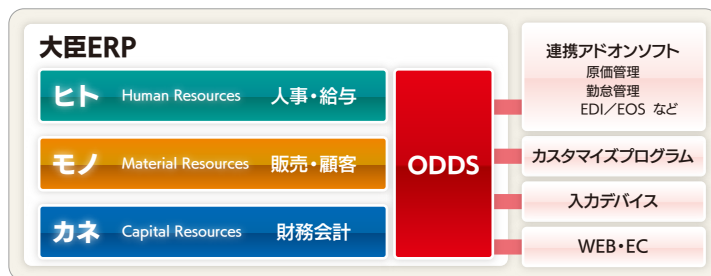 大臣ERP
ヒト Human Resources 人事・給与
モノ Material Resources 販売・顧客
カネ Capital Resources 財務会計
ODDS
連携アドオンソフト
原価管理
勤怠管理
EDI／EOS など
カスタマイズプログラム
入力デバイス
WEB・EC